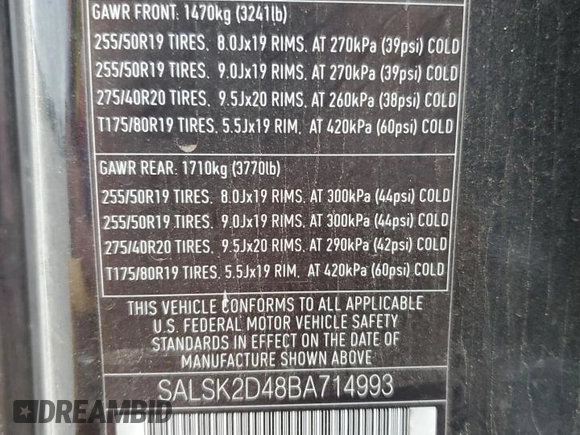 GAWR FRONT: 1470kg (3241lb)
255/50R19 TIRES. 8.0Jx19 RIMS. AT 270kPa (39psi) COLD
255/50R19 TIRES. 9.0Jx19 RIMS. AT 270kPa (39psi) COLD
275/40R20 TIRES. 9.5Jx20 RIMS. AT 260kPa (38psi) COLD
T175/80R19 TIRES. 5.5Jx19 RIM. AT 420kPa (60psi) COLD
GAWR REAR: 1710kg (3770lb)
255/50R19 TIRES. 8.0Jx19 RIMS. AT 300kPa (44psi) COLD
255/50R19 TIRES. 9.0Jx19 RIMS. AT 300kPa (44psi) COLD
275/40R20 TIRES. 9.5Jx20 RIMS. AT 290kPa (42psi) COLD
T175/80R19 TIRES. 5.5Jx19 RIM. AT 420kPa (60psi) COLD
THIS VEHICLE CONFORMS TO ALL APPLICABLE
U.S. FEDERAL MOTOR VEHICLE SAFETY
STANDARDS IN EFFECT ON THE DATE OF
MANUFACTURE SHOWN ABOVE
SALSK2D48BA714993
DREAMBID